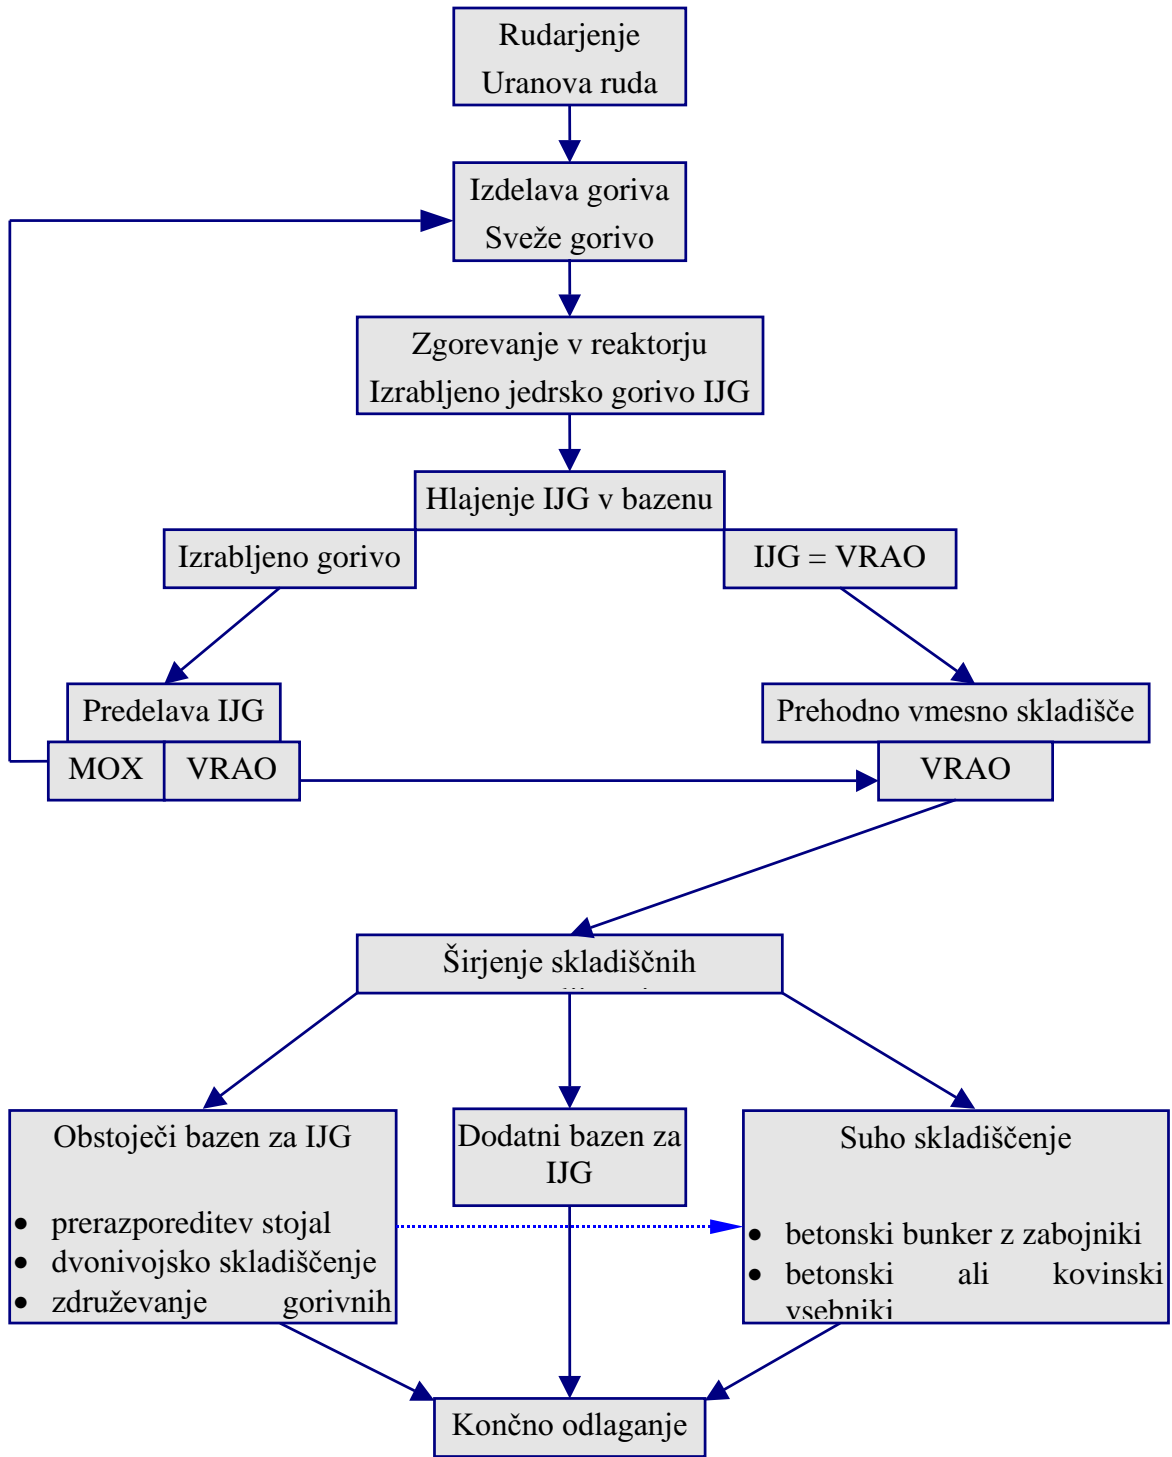 Rudarjenje
Uranova ruda
Izdelava goriva
Sveže gorivo
Zgorevanje v reaktorju
Izrabljeno jedrsko gorivo IJG
Hlajenje IJG v bazenu
Izrabljeno gorivo
IJG = VRAO
Predelava IJG
Prehodno vmesno skladišče
MOX
VRAO
VRAO
Širjenje skladiščnih
Obstoječi bazen za IJG
• prerazporeditev stojal
• dvonivojsko skladiščenje
• združevanje gorivnih
Dodatni bazen za
IJG
Suho skladiščenje
• betonski bunker z zabojniki
• betonski ali kovinski
vsebniki
Končno odlaganje